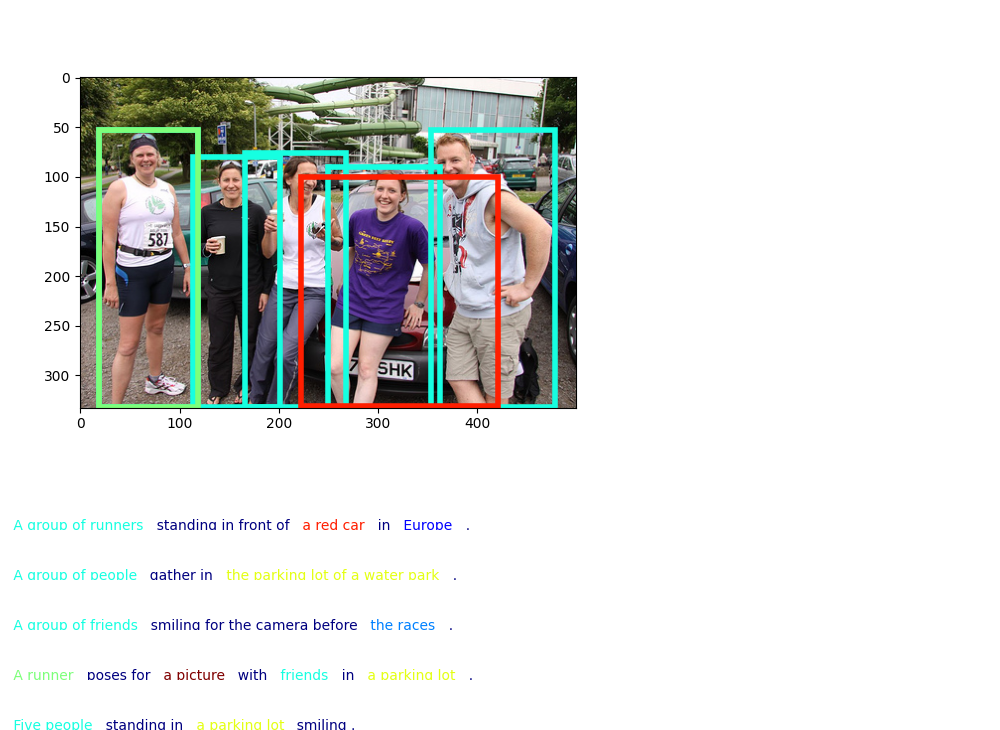 0
50
100
150
200
250
300
0 100 200 300 400
587
SHK
A group of runners standing in front of a red car in Europe .
A group of people gather in the parking lot of a water park .
A group of friends smiling for the camera before the races .
A runner poses for a picture with friends in a parking lot .
Five people standing in a parking lot smiling .